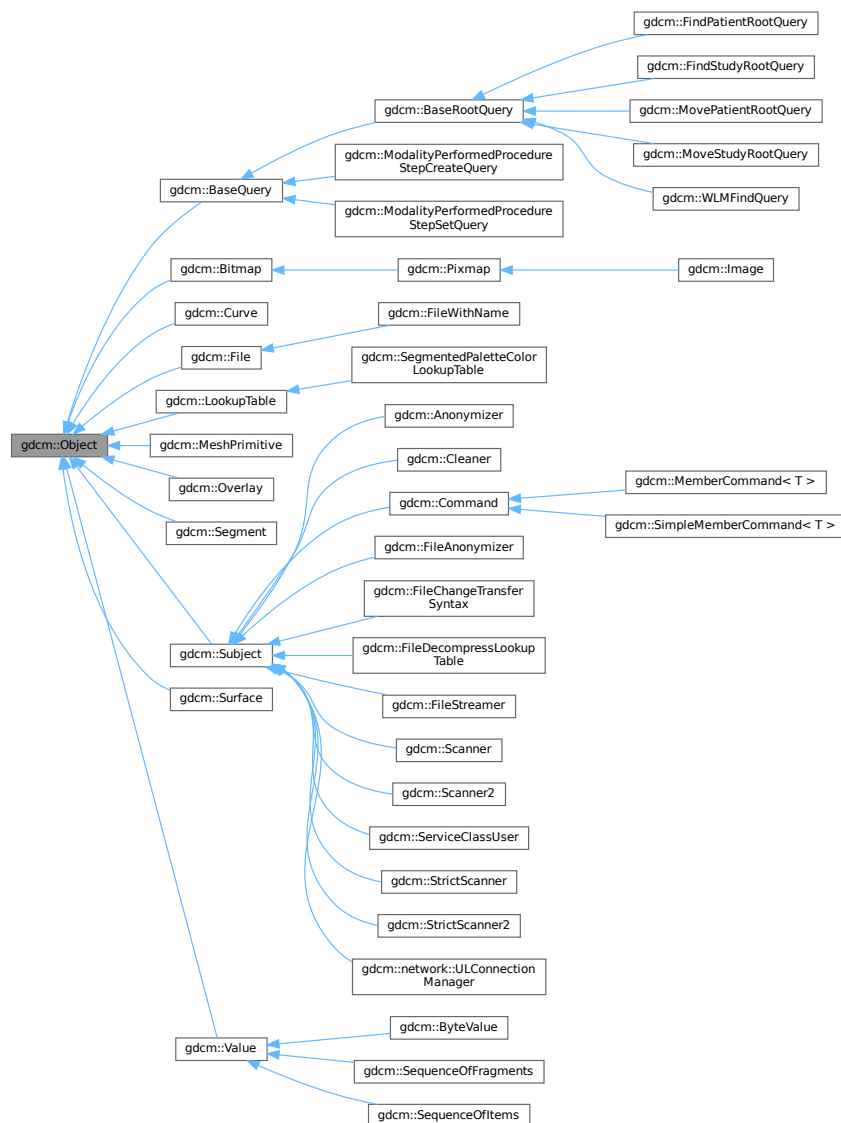 gdcm::FindPatientRootQuery
gdcm::FindStudyRootQuery
gdcm::BaseRootQuery
gdcm::MovePatientRootQuery
gdcm::MoveStudyRootQuery
gdcm::ModalityPerformedProcedure
StepCreateQuery
gdcm::BaseQuery
gdcm::WLMFindQuery
gdcm::ModalityPerformedProcedure
StepSetQuery
gdcm::Bitmap
gdcm::Pixmap
gdcm::Image
gdcm::Curve
gdcm::FileWithName
gdcm::File
gdcm::SegmentedPaletteColor
LookupTable
gdcm::LookupTable
gdcm::Anonymizer
gdcm::Object
gdcm::MeshPrimitive
gdcm::Cleaner
gdcm::Overlay
gdcm::MemberCommand< T >
gdcm::Command
gdcm::SimpleMemberCommand< T >
gdcm::Segment
gdcm::FileAnonymizer
gdcm::FileChangeTransfer
Syntax
gdcm::Subject
gdcm::FileDecompressLookup
Table
gdcm::Surface
gdcm::FileStreamer
gdcm::Scanner
gdcm::Scanner2
gdcm::ServiceClassUser
gdcm::StrictScanner
gdcm::StrictScanner2
gdcm::network::ULConnection
Manager
gdcm::ByteValue
gdcm::Value
gdcm::SequenceOfFragments
gdcm::SequenceOfItems